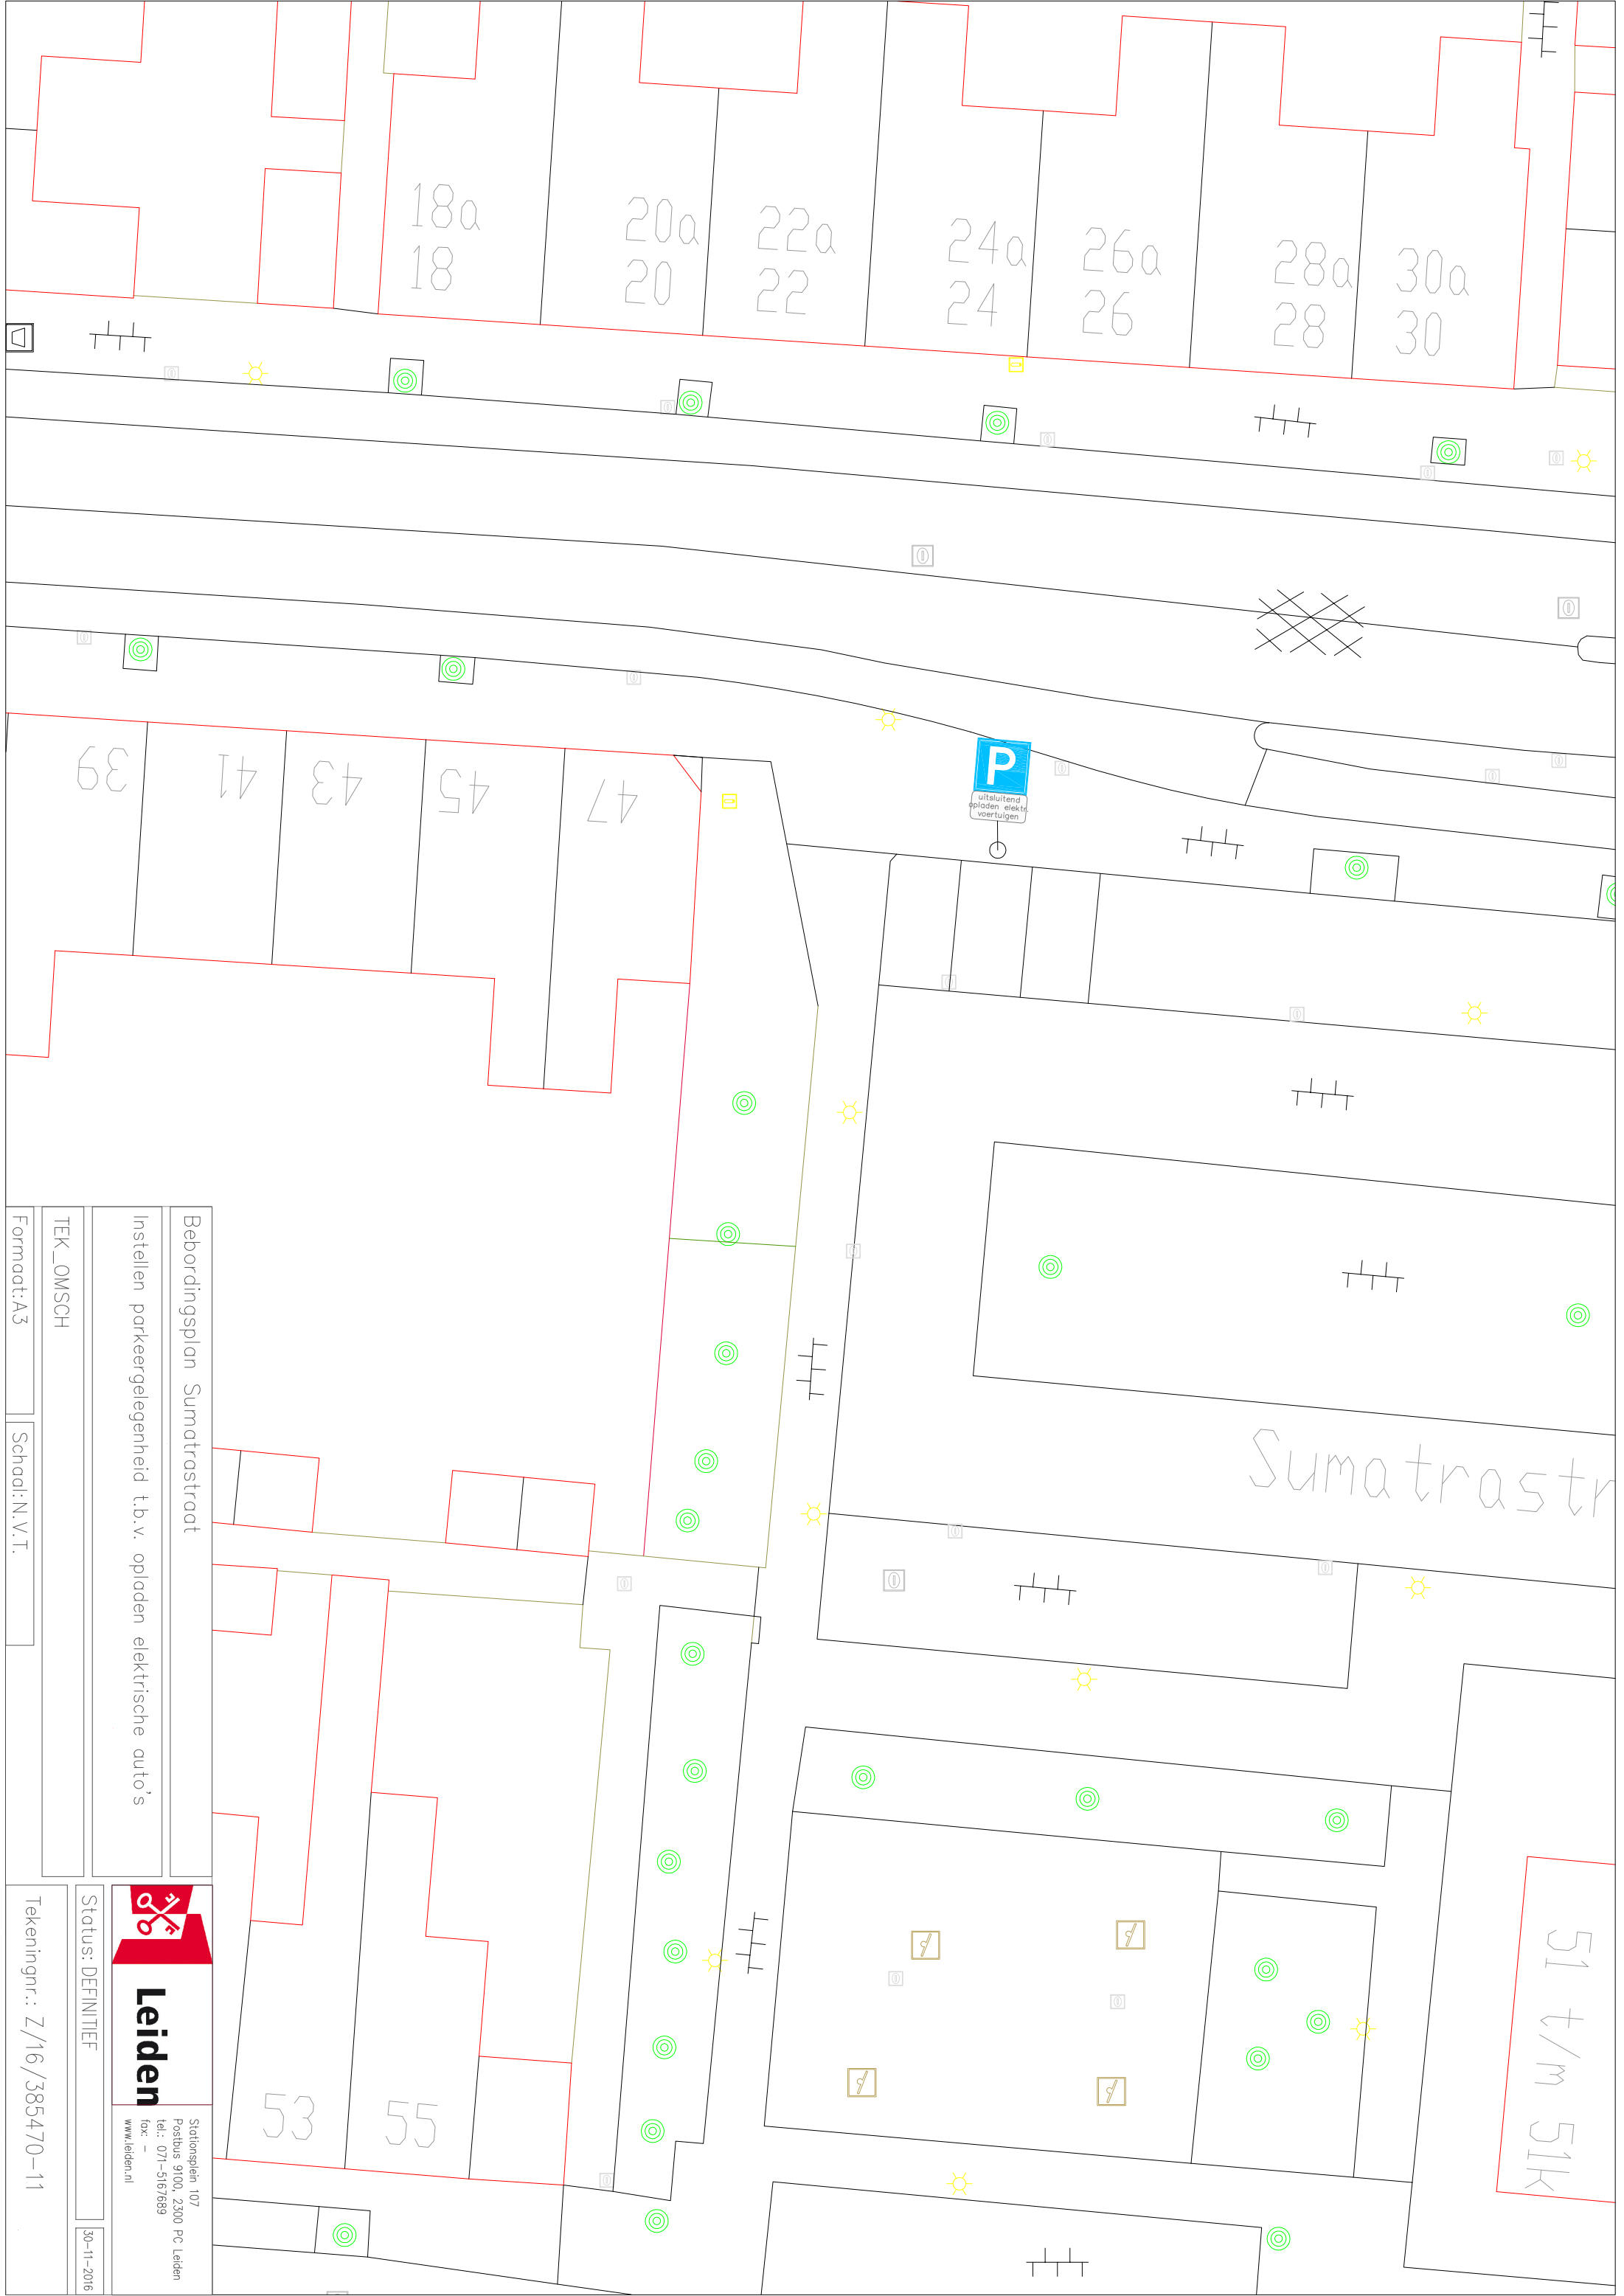 18a
18
20a
20
22a
22
24a
24
26a
26
28a
28
30a
30
39
41
43
45
47
P
uitsluitend
opladen elektr.
voertuigen
Sumatrastr
51 t/m 51k
53
55
Bebordingsplan Sumatrastraat
Instellen parkeergelegenheid t.b.v. opladen elektrische auto's
TEK_OMSCH
Formaat: A3
Schaal: N.V.T.
Leiden
Stationsplein 107
Postbus 9100, 2300 PC Leiden
tel.: 071-5167689
fax: -
www.leiden.nl
Status: DEFINITIEF
30-11-2016
Tekeningnr.: Z/16/385470-11